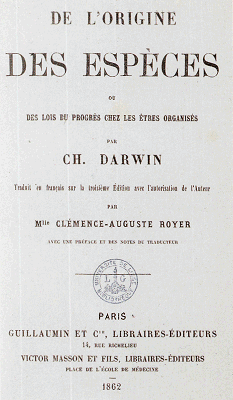 DE L'ORIGINE
DES ESPÈCES
OU
DES LOIS DU PROGRÈS CHEZ LES ÊTRES ORGANISÉS
PAR
CH. DARWIN
Traduit en français sur la troisième Édition avec l'autorisation de l'Auteur
PAR
Mlle CLÉMENCE-AUGUSTE ROYER
AVEC UNE PRÉFACE ET DES NOTES DU TRADUCTEUR
PARIS
GUILLAUMIN ET Cie, LIBRAIRES-ÉDITEURS
14, RUE RICHELIEU
VICTOR MASSON ET FILS, LIBRAIRES-ÉDITEURS
PLACE DE L'ÉCOLE DE MÉDECINE
—
1862